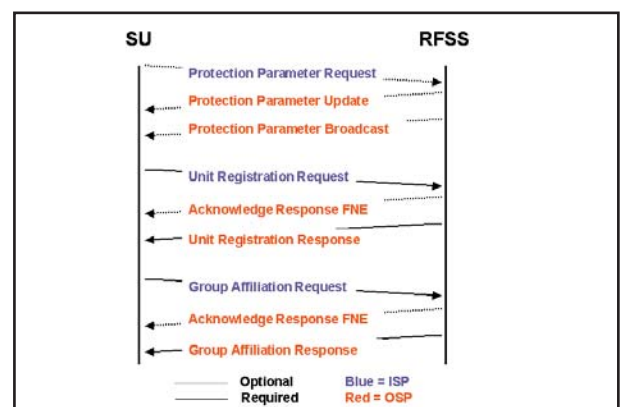 SU RFSS
Protection Parameter Request
Protection Parameter Update
Protection Parameter Broadcast
Unit Registration Request
Acknowledge Response FNE
Unit Registration Response
Group Affiliation Request
Acknowledge Response FNE
Group Affiliation Response
Optional Blue = ISP
Required Red = OSP